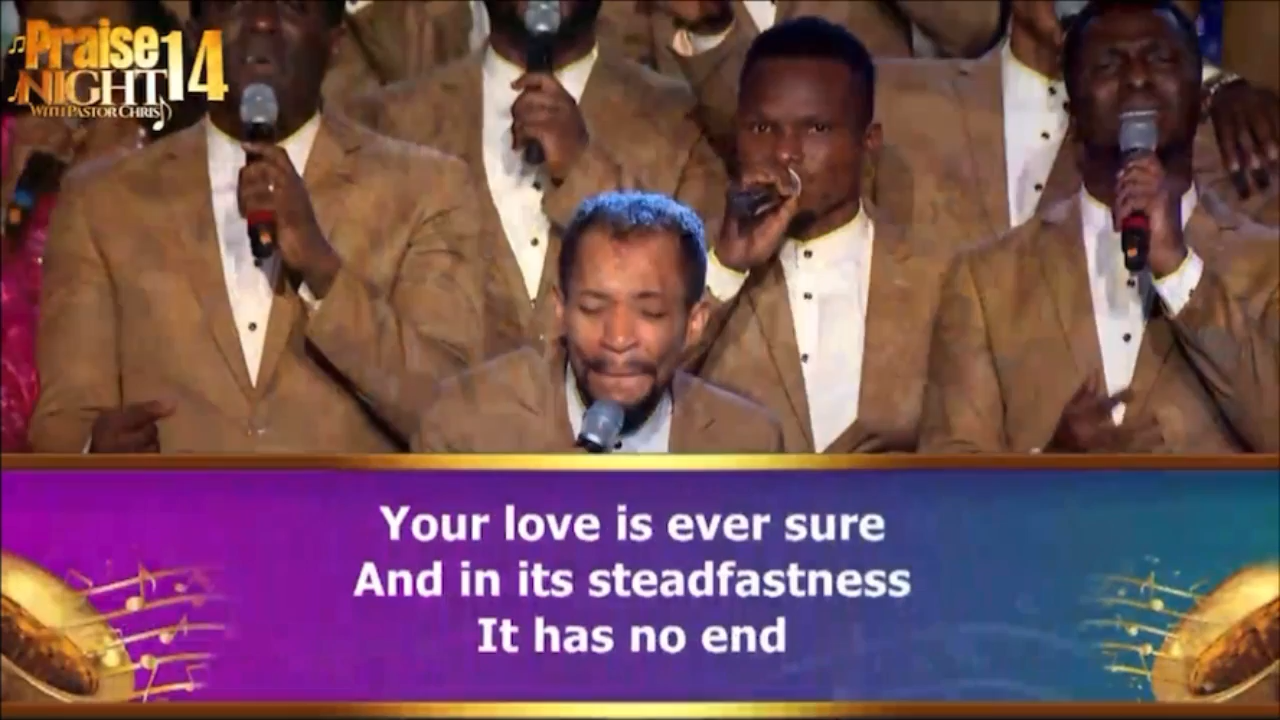 Praise 14
NIGHT
WITH PASTOR CHRIS
Your love is ever sure
And in its steadfastness
It has no end